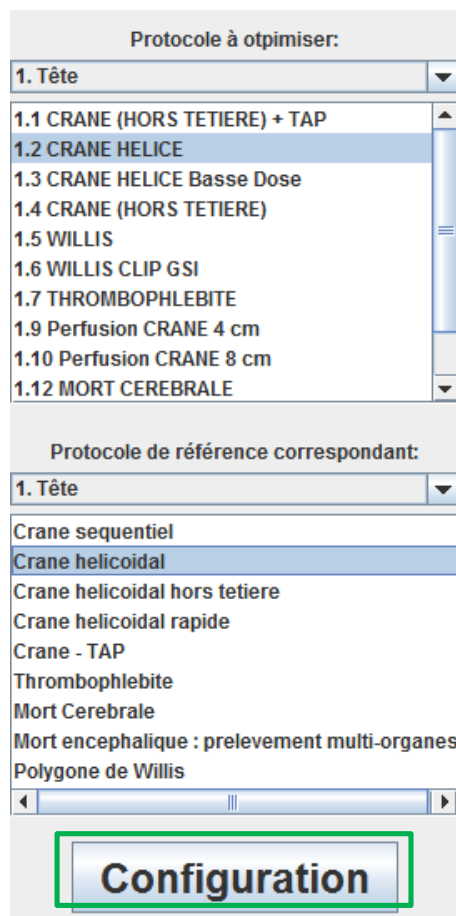 Protocole à otpimiser:
1. Tête
1.1 CRANE (HORS TETIERE) + TAP
1.2 CRANE HELICE
1.3 CRANE HELICE Basse Dose
1.4 CRANE (HORS TETIERE)
1.5 WILLIS
1.6 WILLIS CLIP GSI
1.7 THROMBOPHLEBITE
1.9 Perfusion CRANE 4 cm
1.10 Perfusion CRANE 8 cm
1.12 MORT CEREBRALE
Protocole de référence correspondant:
1. Tête
Crane sequentiel
Crane helicoidal
Crane helicoidal hors tetiere
Crane helicoidal rapide
Crane - TAP
Thrombophlebite
Mort Cerebrale
Mort encephalique : prelevement multi-organes
Polygone de Willis
Configuration